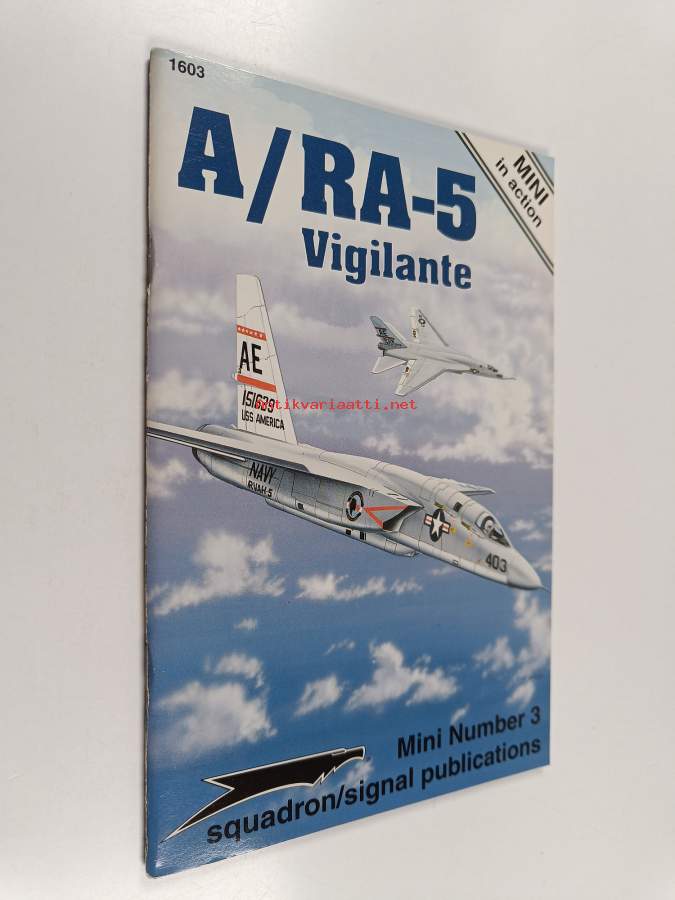 1603
A/RA-5
Vigilante
MINI
in action
AE
151629
USS AMERICA
antikvariaatti.net
NAVY
RVAH-5
403
Mini Number 3
squadron/signal publications